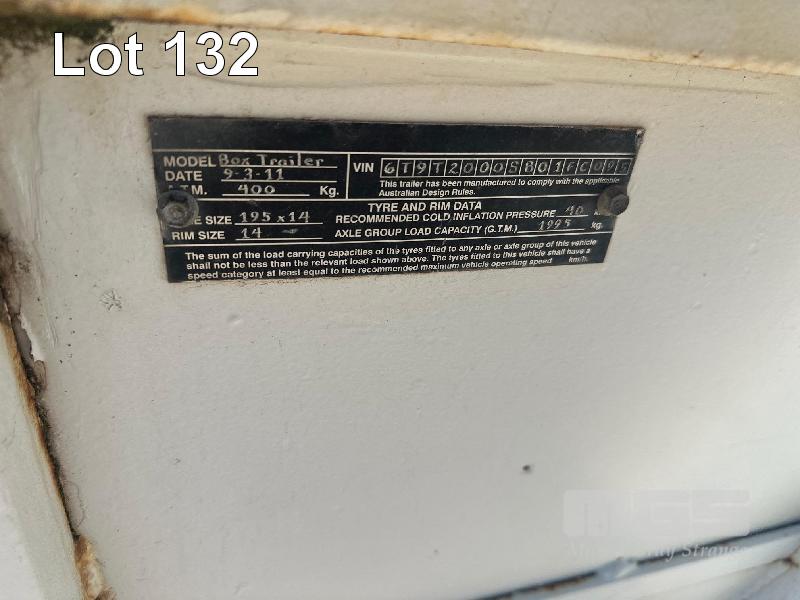 Lot 132
MODEL Box Trailer
DATE 9-3-11
A.T.M. 400 Kg.
VIN 6T9T2000S801FC095
This trailer has been manufactured to comply with the applicable
Australian Design Rules.
TYRE AND RIM DATA
SIZE 195 x 14 RECOMMENDED COLD INFLATION PRESSURE 40
RIM SIZE 14 - AXLE GROUP LOAD CAPACITY (G.T.M.) 1995 kg.
The sum of the load carrying capacities of the tyres fitted to any axle or axle group of this vehicle
shall not be less than the relevant load shown above. The tyres fitted to this vehicle shall have a
speed category at least equal to the recommended maximum vehicle operating speed km/h.
MGS